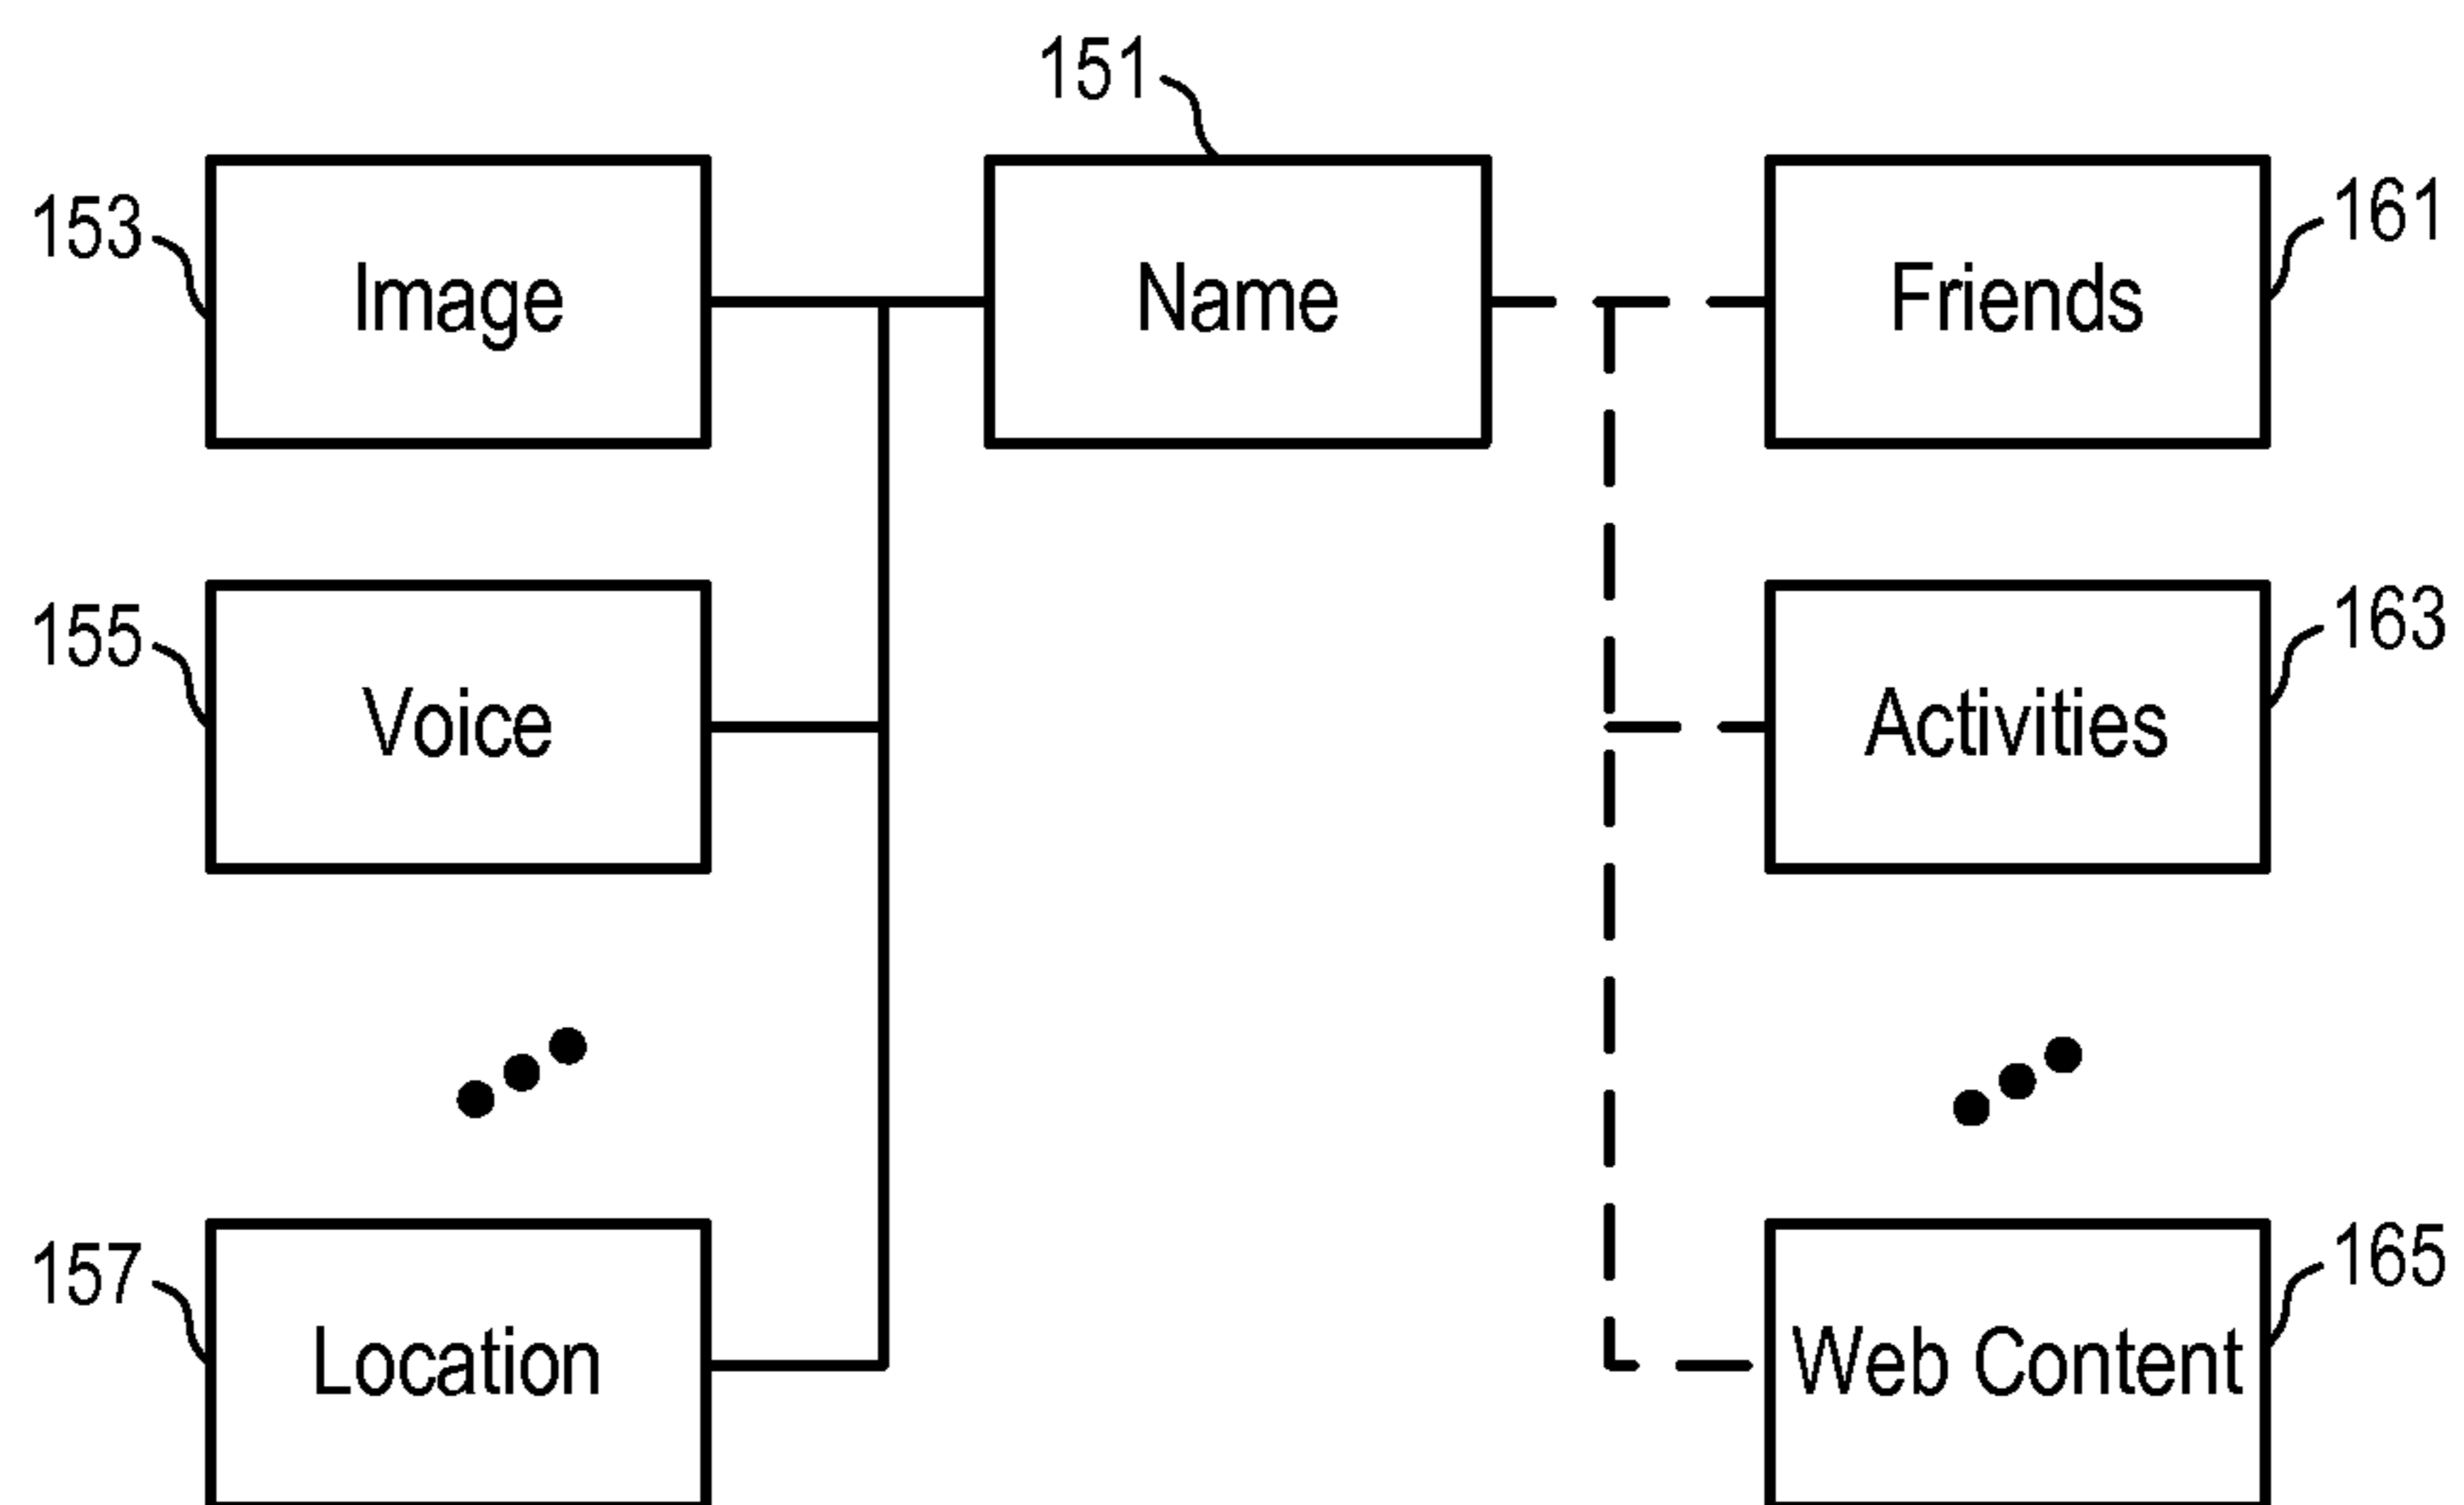 151
153
Image
Name
Friends
161
155
Voice
Activities
163
157
Location
Web Content
165